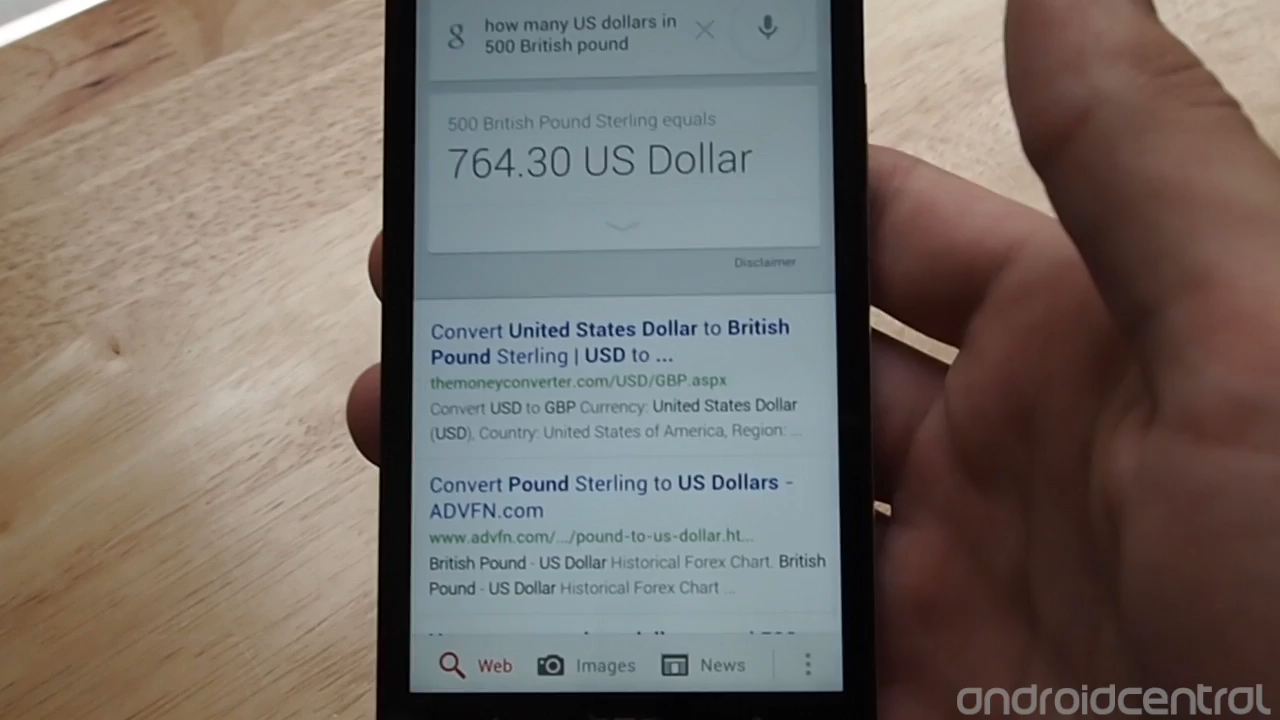 how many US dollars in
500 British pound
500 British Pound Sterling equals
764.30 US Dollar
Disclaimer
Convert United States Dollar to British
Pound Sterling | USD to ...
themoneyconverter.com/USD/GBP.aspx
Convert USD to GBP Currency: United States Dollar
(USD), Country: United States of America, Region: ...
Convert Pound Sterling to US Dollars -
ADVFN.com
www.advfn.com/.../pound-to-us-dollar.ht...
British Pound - US Dollar Historical Forex Chart. British
Pound - US Dollar Historical Forex Chart ...
Web Images News
androidcentral